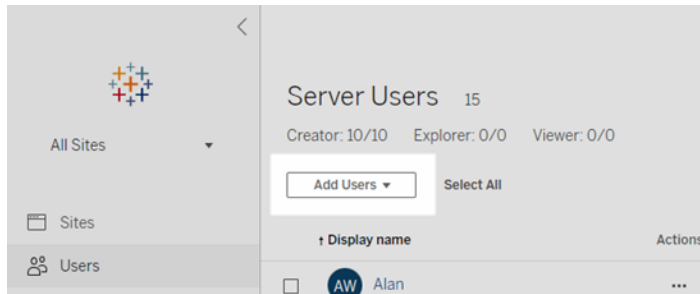 All Sites
Sites
Users
Server Users 15
Creator: 10/10 Explorer: 0/0 Viewer: 0/0
Add Users Select All
↑ Display name Actions
AW Alan